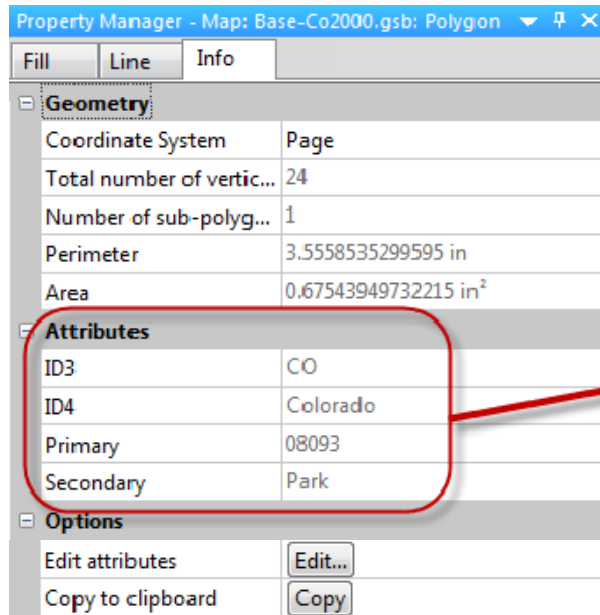 Property Manager - Map: Base-Co2000.gsb: Polygon
Fill Line Info
Geometry
Coordinate System Page
Total number of vertic... 24
Number of sub-polyg... 1
Perimeter 3.5558535299595 in
Area 0.67543949732215 in²
Attributes
ID3 CO
ID4 Colorado
Primary 08093
Secondary Park
Options
Edit attributes Edit...
Copy to clipboard Copy